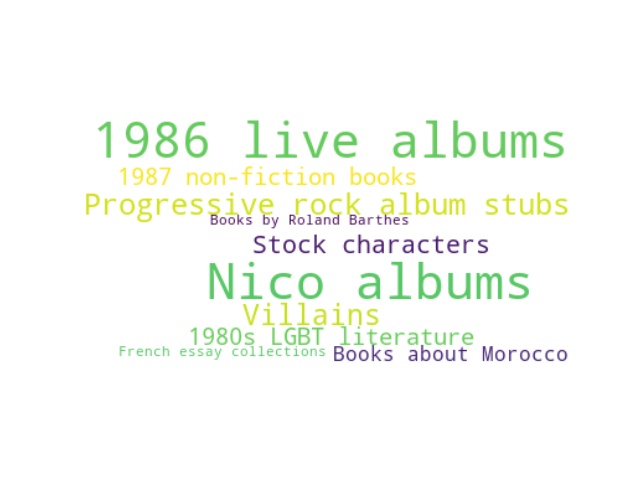 1986 live albums
1987 non-fiction books
Progressive rock album stubs
Books by Roland Barthes
Stock characters
Nico albums
Villains
1980s LGBT literature
French essay collections
Books about Morocco